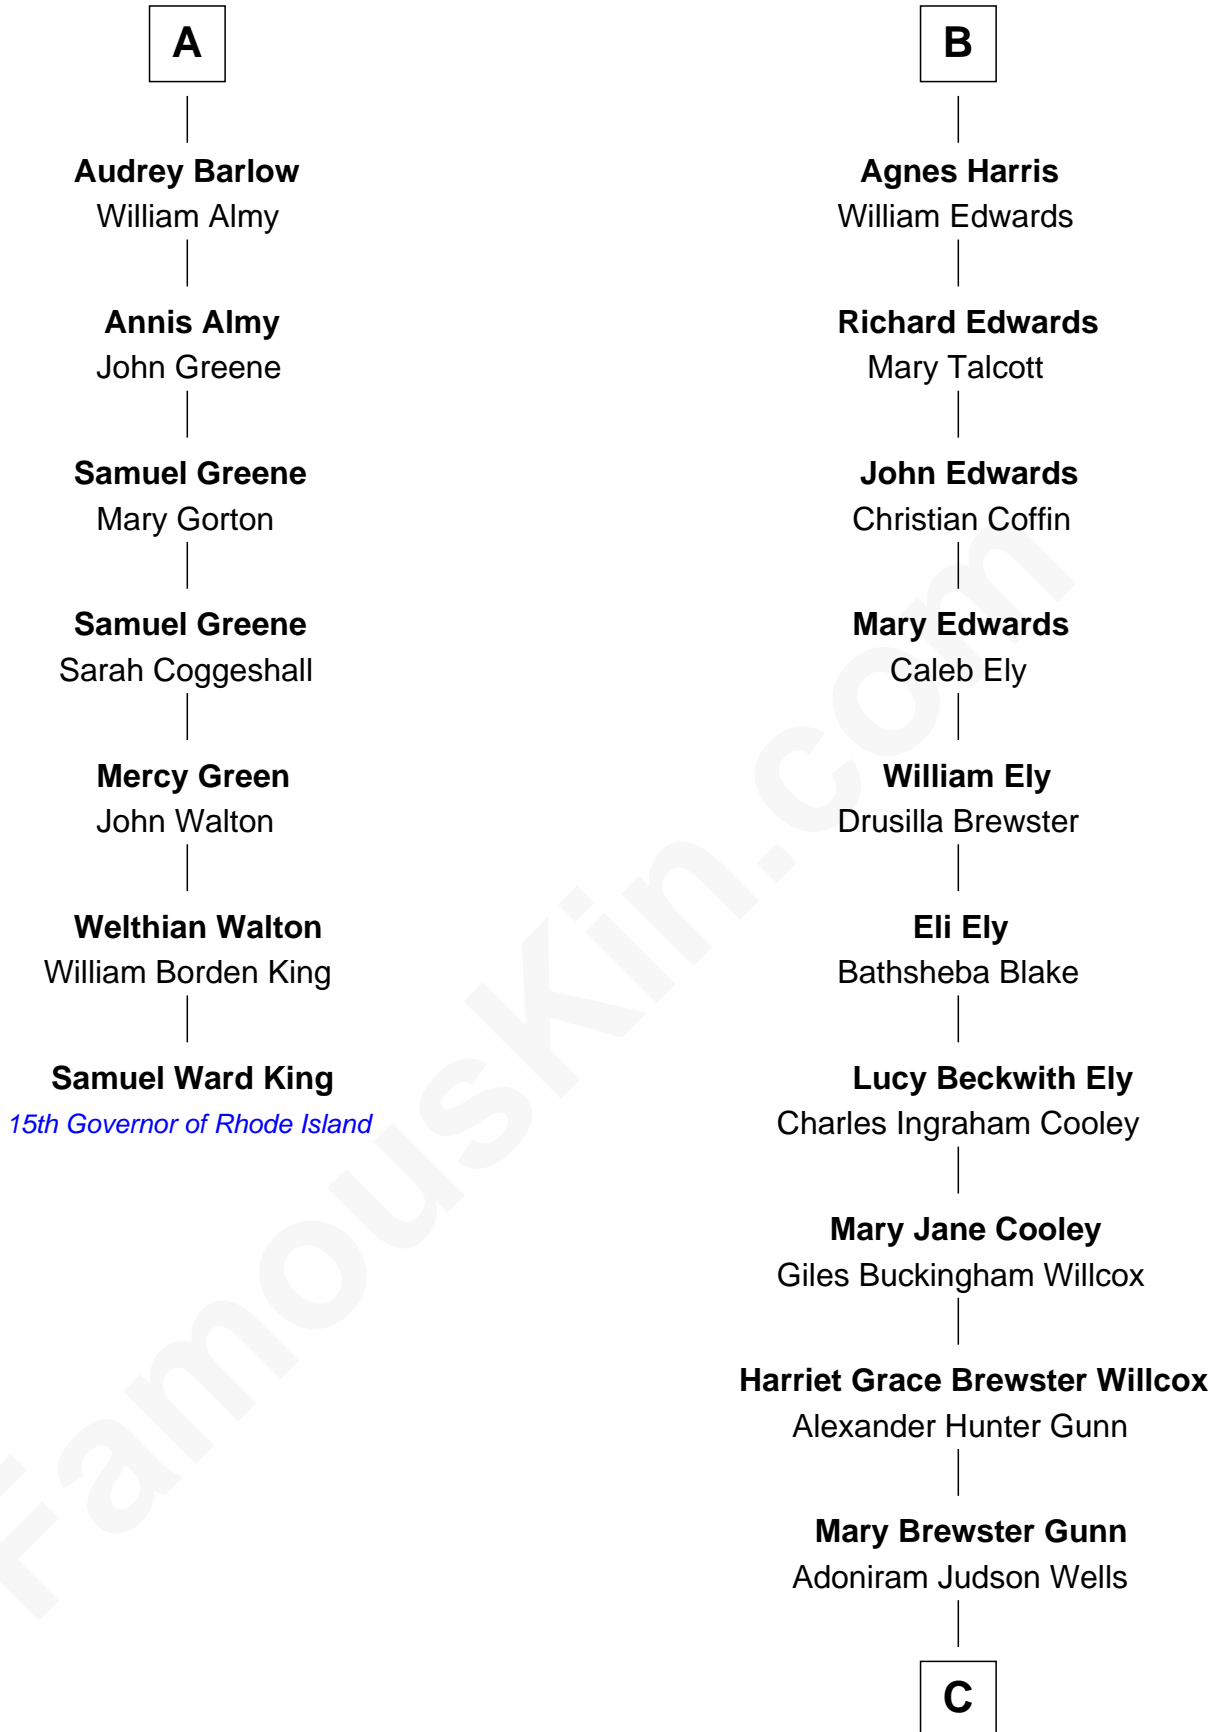 A
Audrey Barlow
William Almy
Annis Almy
John Greene
Samuel Greene
Mary Gorton
Samuel Greene
Sarah Coggeshall
Mercy Green
John Walton
Welthian Walton
William Borden King
Samuel Ward King
15th Governor of Rhode Island
B
Agnes Harris
William Edwards
Richard Edwards
Mary Talcott
John Edwards
Christian Coffin
Mary Edwards
Caleb Ely
William Ely
Drusilla Brewster
Eli Ely
Bathsheba Blake
Lucy Beckwith Ely
Charles Ingraham Cooley
Mary Jane Cooley
Giles Buckingham Willcox
Harriet Grace Brewster Willcox
Alexander Hunter Gunn
Mary Brewster Gunn
Adoniram Judson Wells
C
FamousKin.com